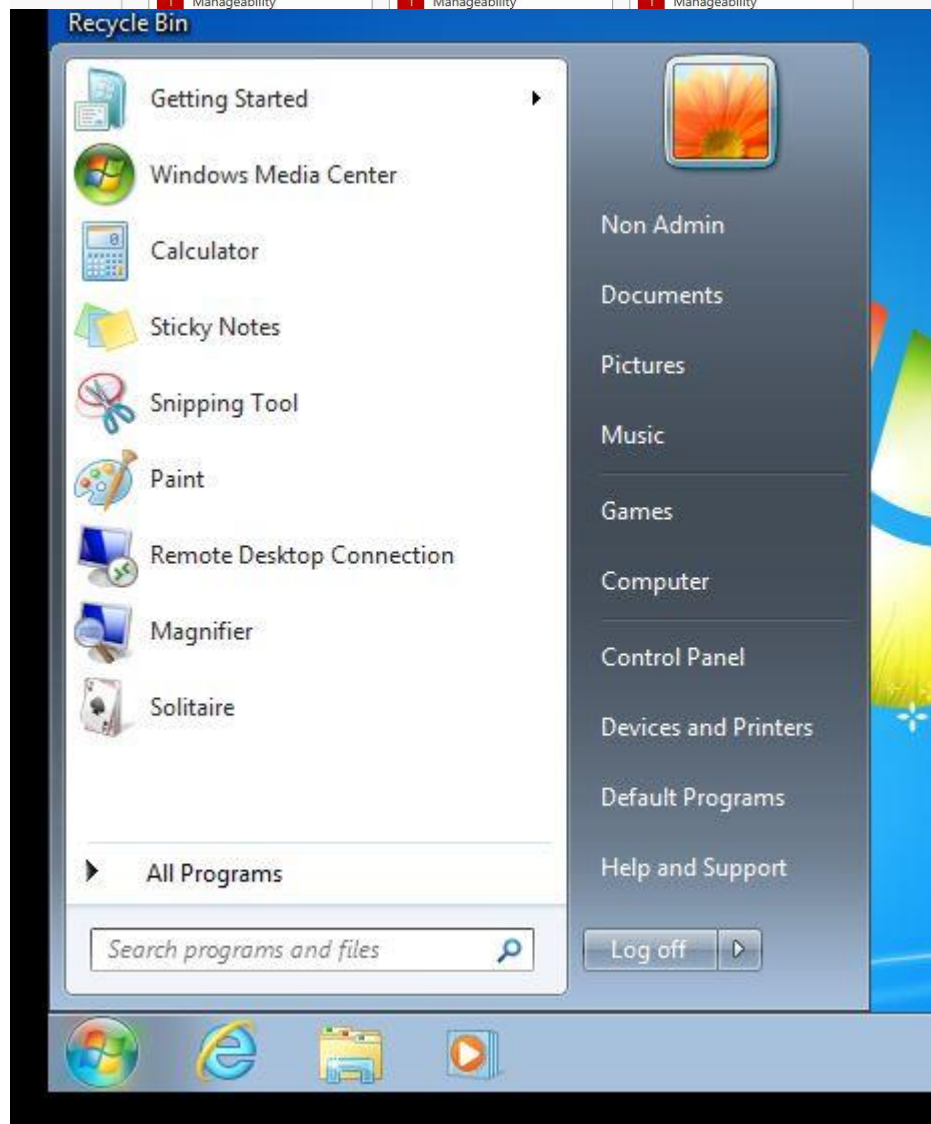 Manageability
Manageability
Manageability
Recycle Bin
Getting Started
Windows Media Center
Calculator
Sticky Notes
Snipping Tool
Paint
Remote Desktop Connection
Magnifier
Solitaire
All Programs
Search programs and files
Non Admin
Documents
Pictures
Music
Games
Computer
Control Panel
Devices and Printers
Default Programs
Help and Support
Log off